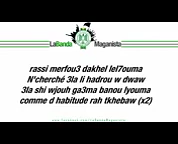 LaBanda Maganista
rassi merfou3 dakhel lel7ouma
N'cherché 3la li hadrou w dwaw
3la shi wjouh ga3ma banou lyouma
comme d habitude rah tkhebaw (x2)